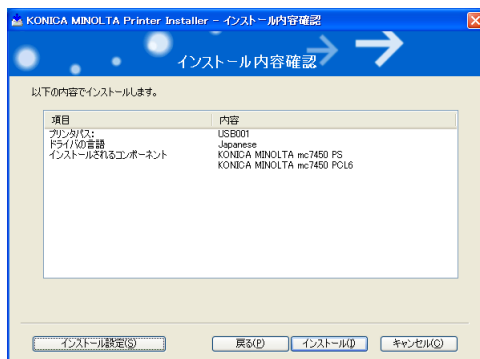 KONICA MINOLTA Printer Installer - インストール内容確認
インストール内容確認
以下の内容でインストールします。
項目 内容
プリンタパス: USB001
ドライバの言語 Japanese
インストールされるコンポーネント KONICA MINOLTA mc7450 PS
KONICA MINOLTA mc7450 PCL6
インストール設定(S) 戻る(P) インストール(I) キャンセル(C)